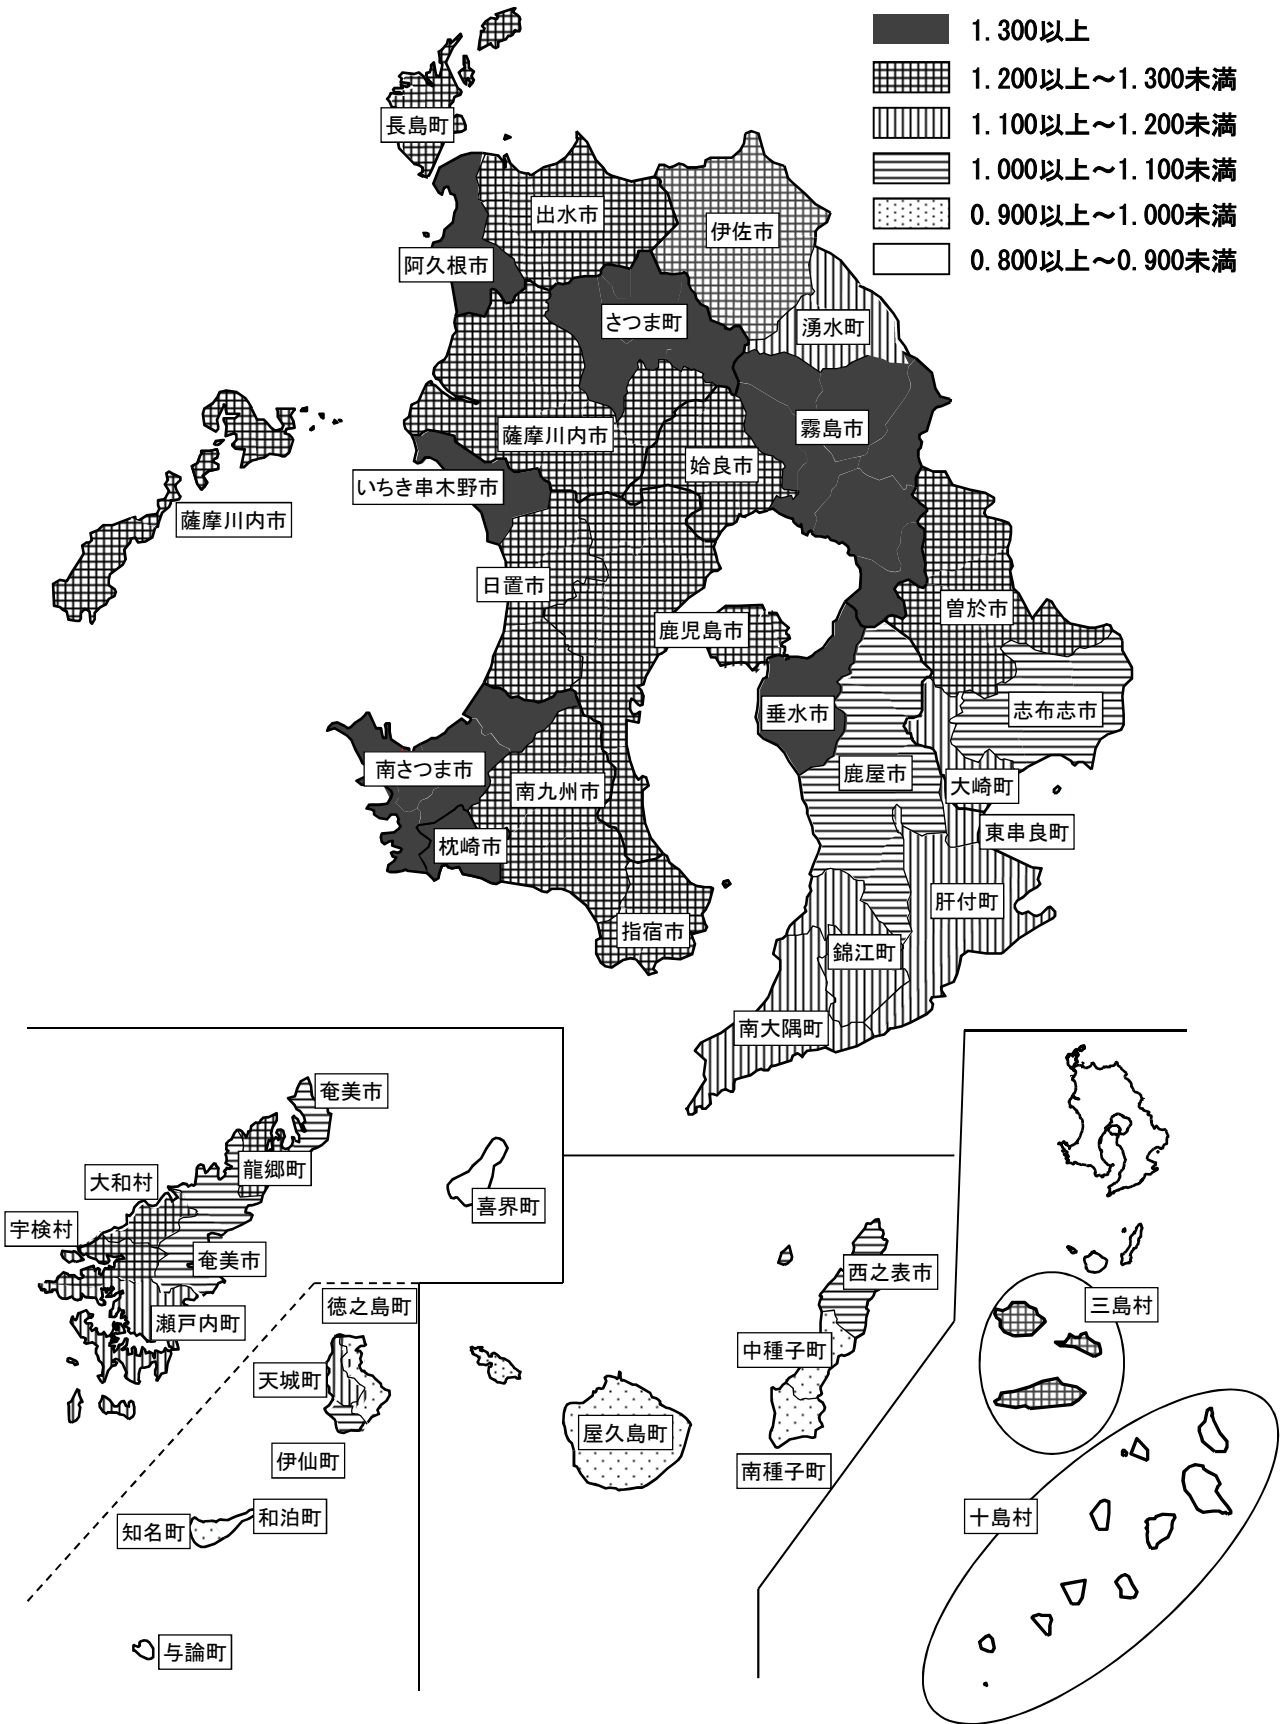 1.300以上
1.200以上～1.300未満
1.100以上～1.200未満
1.000以上～1.100未満
0.900以上～1.000未満
0.800以上～0.900未満
長島町
出水市
伊佐市
阿久根市
さつま町
湧水町
薩摩川内市
霧島市
姶良市
いちき串木野市
薩摩川内市
日置市
曽於市
鹿児島市
垂水市
志布志市
南さつま市
鹿屋市
大崎町
南九州市
東串良町
枕崎市
肝付町
指宿市
錦江町
南大隅町
奄美市
龍郷町
大和村
喜界町
宇検村
奄美市
瀬戸内町
西之表市
徳之島町
三島村
中種子町
天城町
屋久島町
伊仙町
南種子町
和泊町
十島村
知名町
与論町